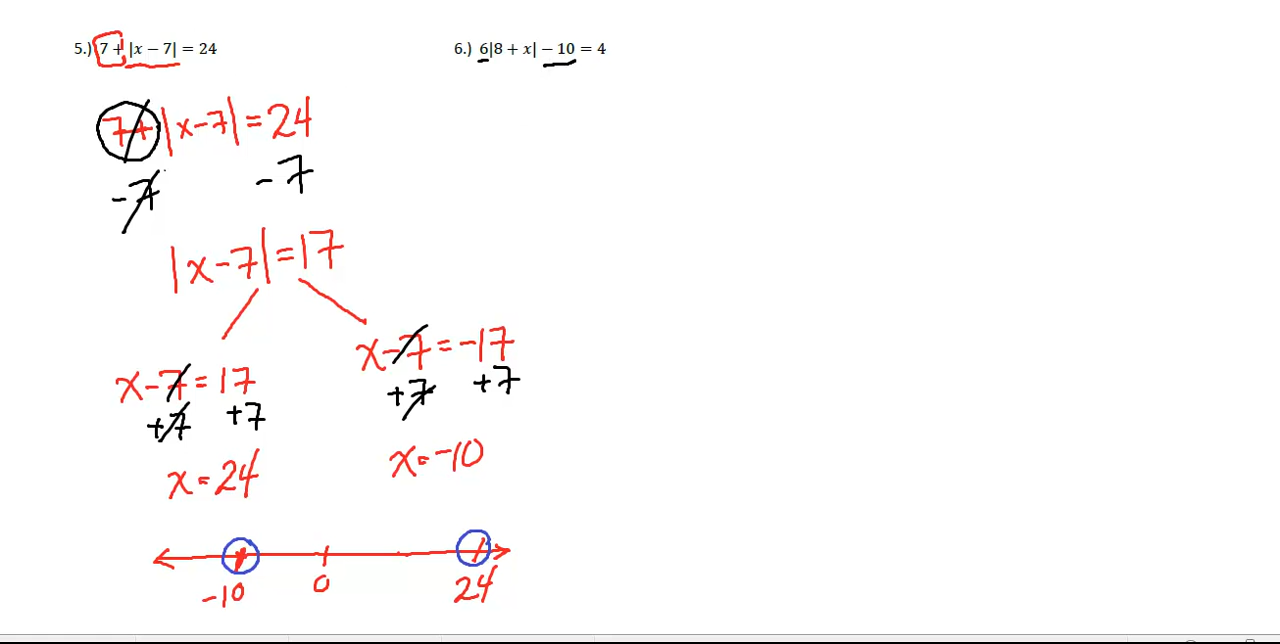 5.) 7 + |x − 7| = 24
6.) 6|8 + x| − 10 = 4
7+|x-7|=24
-7 -7
|x-7|=17
x-7=-17
+7 +7
x-7=17
+7 +7
x=-10
x=24
-10 0 24